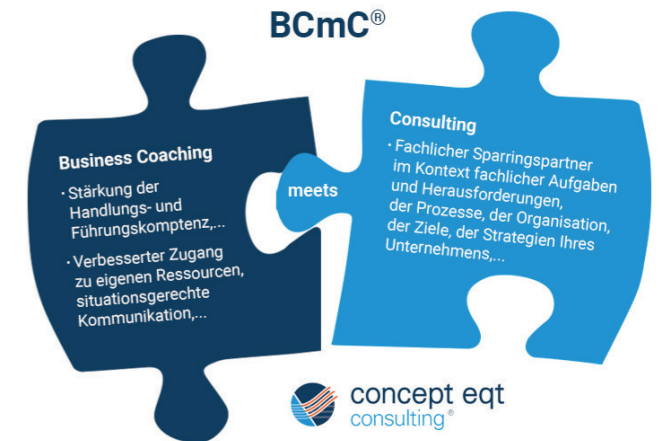 BCmC®
Business Coaching
· Stärkung der
Handlungs- und
Führungskomptenz,...
· Verbesserter Zugang
zu eigenen Ressourcen,
situationsgerechte
Kommunikation,...
meets
Consulting
· Fachlicher Sparringspartner
im Kontext fachlicher Aufgaben
und Herausforderungen,
der Prozesse, der Organisation,
der Ziele, der Strategien Ihres
Unternehmens,...
concept eqt
consulting®